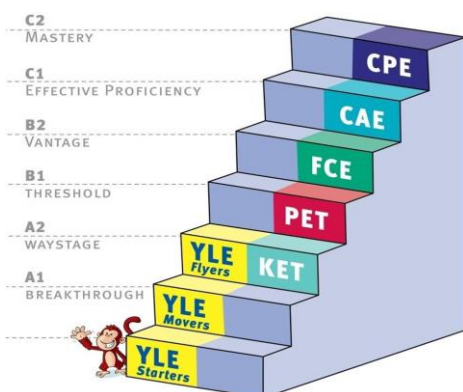 C2
MASTERY
CPE
C1
EFFECTIVE PROFICIENCY
CAE
B2
VANTAGE
FCE
B1
THRESHOLD
PET
A2
WAYSTAGE
YLE
Flyers
KET
A1
BREAKTHROUGH
YLE
Movers
YLE
Starters